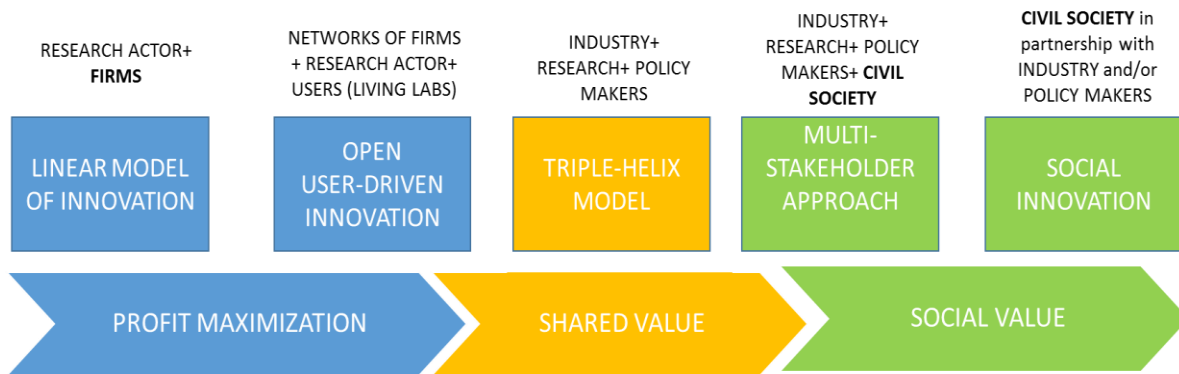 RESEARCH ACTOR+
FIRMS
NETWORKS OF FIRMS
+ RESEARCH ACTOR+
USERS (LIVING LABS)
INDUSTRY+
RESEARCH+ POLICY
MAKERS
INDUSTRY+
RESEARCH+ POLICY
MAKERS+ CIVIL
SOCIETY
CIVIL SOCIETY in
partnership with
INDUSTRY and/or
POLICY MAKERS
LINEAR MODEL
OF INNOVATION
OPEN
USER-DRIVEN
INNOVATION
TRIPLE-HELIX
MODEL
MULTI-
STAKEHOLDER
APPROACH
SOCIAL
INNOVATION
PROFIT MAXIMIZATION
SHARED VALUE
SOCIAL VALUE